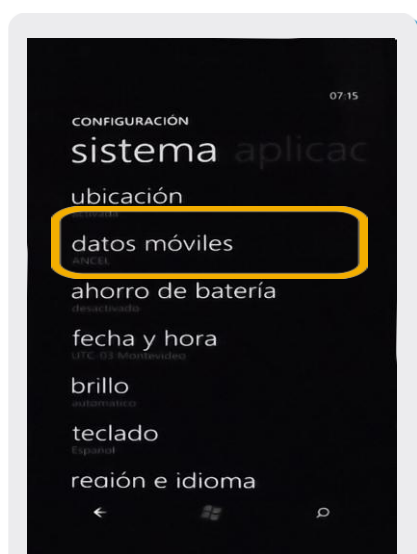 07:15
CONFIGURACIÓN
sistema aplicac
ubicación
activada
datos móviles
ANCEL
ahorro de batería
desactivado
fecha y hora
UTC-03 Montevideo
brillo
automático
teclado
Español
región e idioma